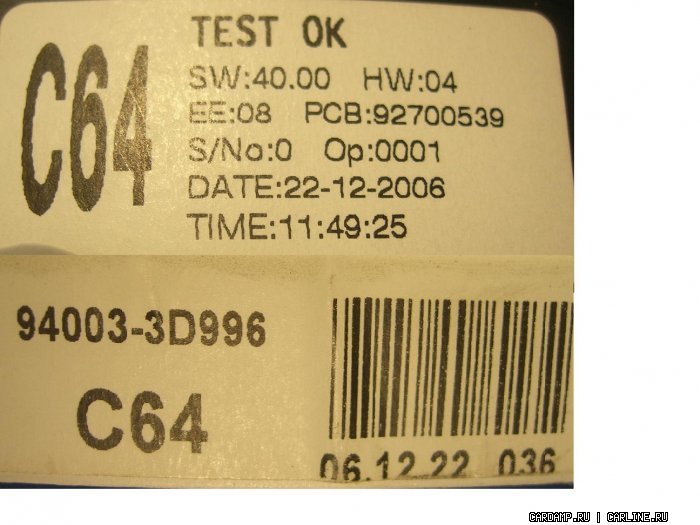 TEST OK
C64
SW:40.00 HW:04
EE:08 PCB:92700539
S/No:0 Op:0001
DATE:22-12-2006
TIME:11:49:25
94003-3D996
C64
06.12.22 036
CARDAMP.RU | CARLINE.RU